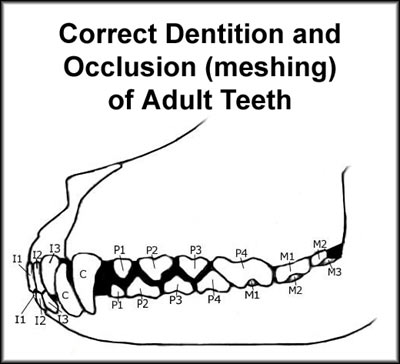 Correct Dentition and
Occlusion (meshing)
of Adult Teeth
I1 I2 I3 C P1 P2 P3 P4 M1 M2
I1 I2 I3 C P1 P2 P3 P4 M1 M2 M3